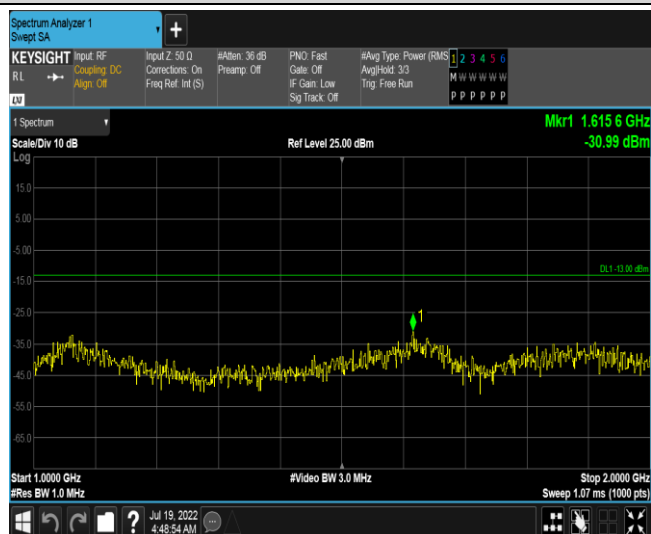 Spectrum Analyzer 1
Swept SA
+
KEYSIGHT Input: RF Input Z: 50 Ω #Atten: 36 dB PNO: Fast #Avg Type: Power (RMS 1 2 3 4 5 6
R L Coupling: DC Corrections: On Preamp: Off Gate: Off Avg|Hold: 3/3 M W W W W W
Align: Off Freq Ref: Int (S) IF Gain: Low Trig: Free Run
LXI Sig Track: Off P P P P P P
1 Spectrum Mkr1 1.615 6 GHz
Scale/Div 10 dB Ref Level 25.00 dBm -30.99 dBm
Log
15.0
5.00
-5.00
DL1 -13.00 dBm
-15.0
-25.0
1
-35.0
-45.0
-55.0
-65.0
Start 1.0000 GHz #Video BW 3.0 MHz Stop 2.0000 GHz
#Res BW 1.0 MHz Sweep 1.07 ms (1000 pts)
? Jul 19, 2022
4:48:54 AM